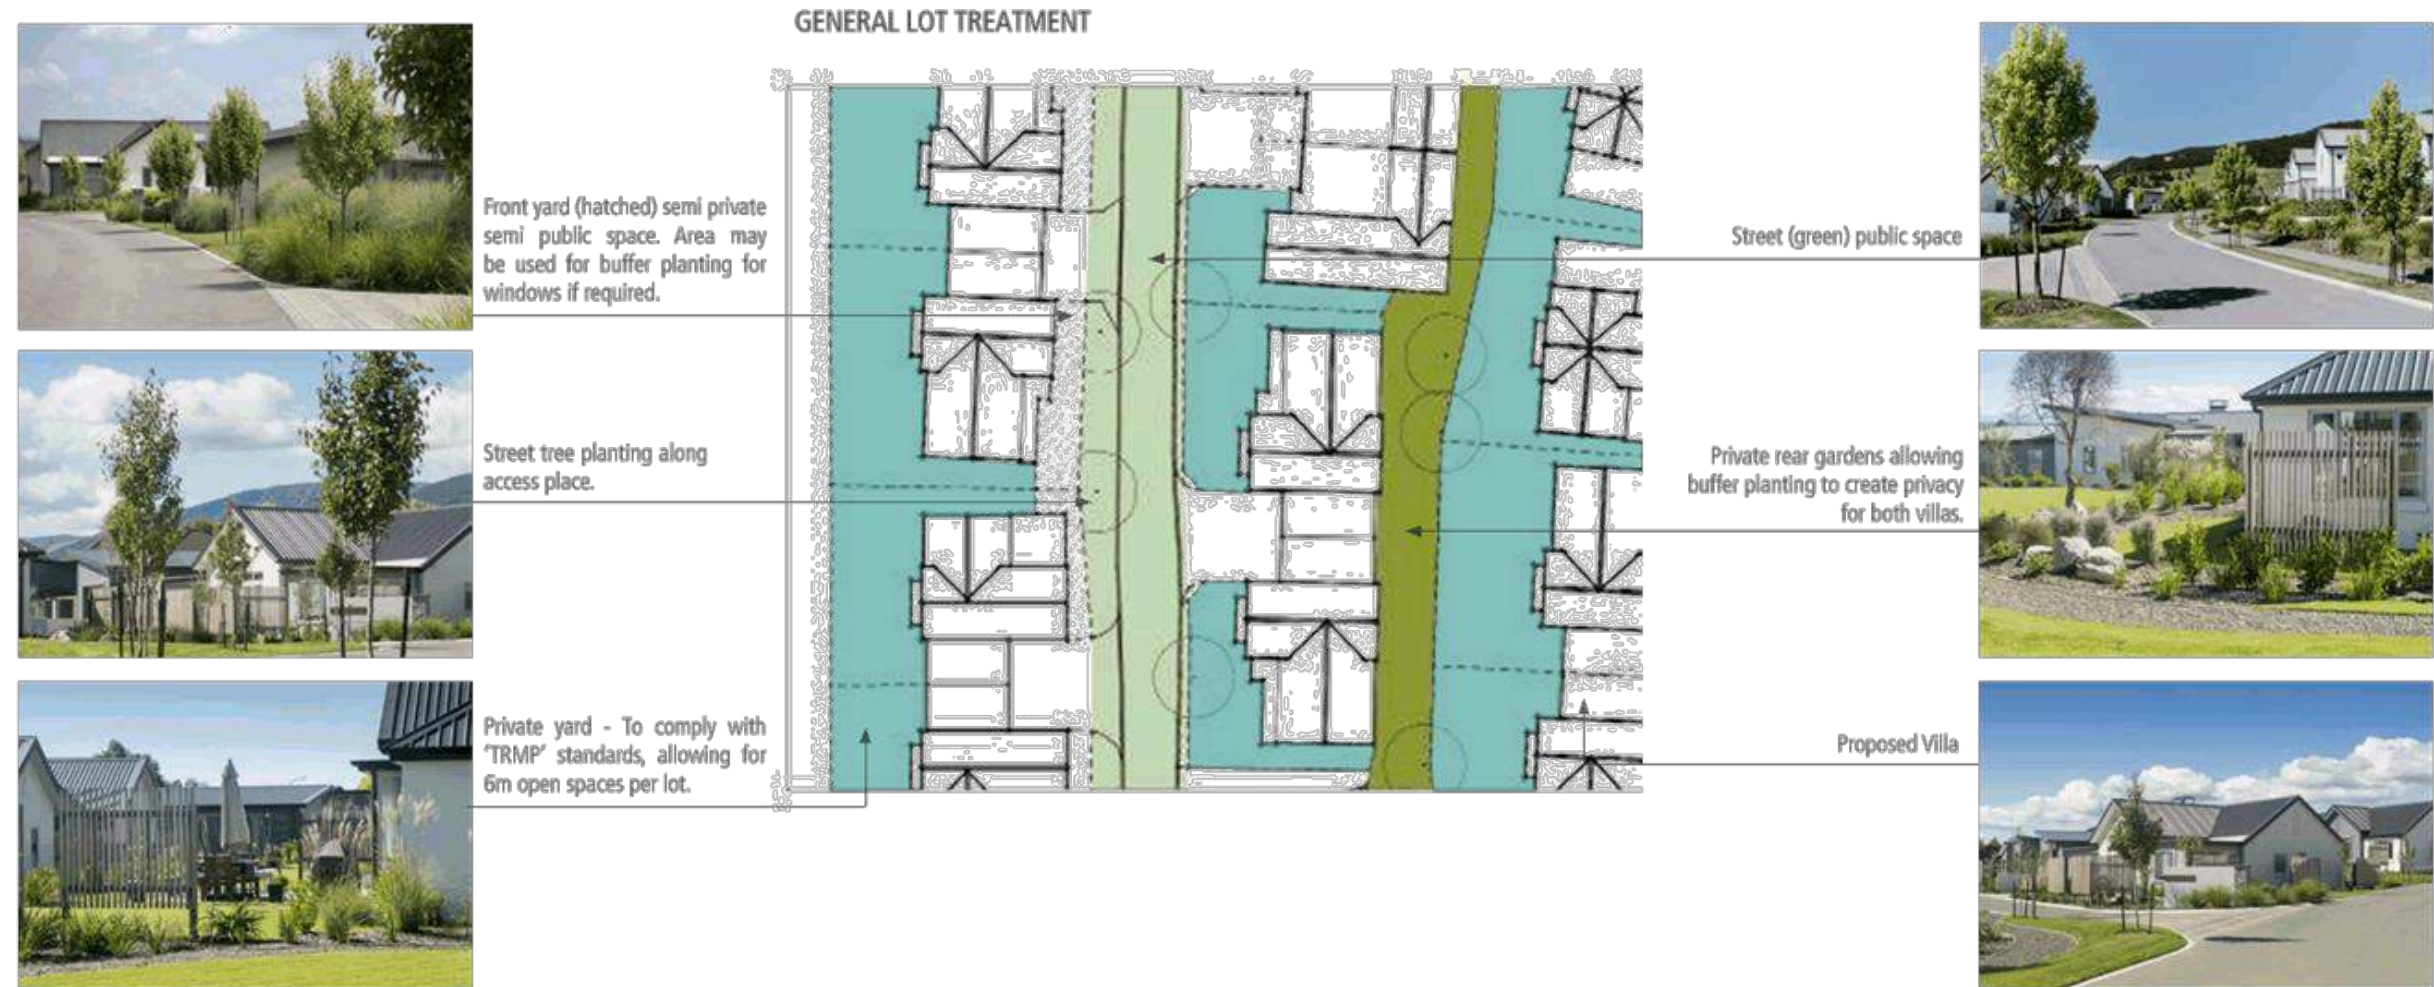 GENERAL LOT TREATMENT
Front yard (hatched) semi private
semi public space. Area may
be used for buffer planting for
windows if required.
Street tree planting along
access place.
Private yard - To comply with
‘TRMP’ standards, allowing for
6m open spaces per lot.
Street (green) public space
Private rear gardens allowing
buffer planting to create privacy
for both villas.
Proposed Villa